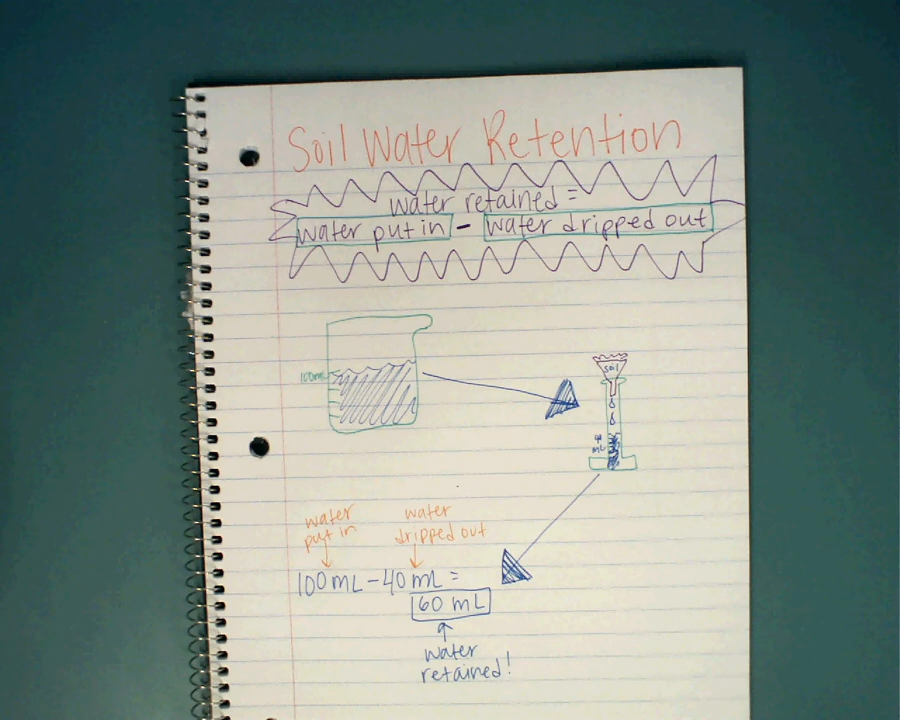 Soil Water Retention
water retained =
water put in - water dripped out
100mL
soil
mL
water put in
water dripped out
100mL - 40mL =
60 mL
water
retained!